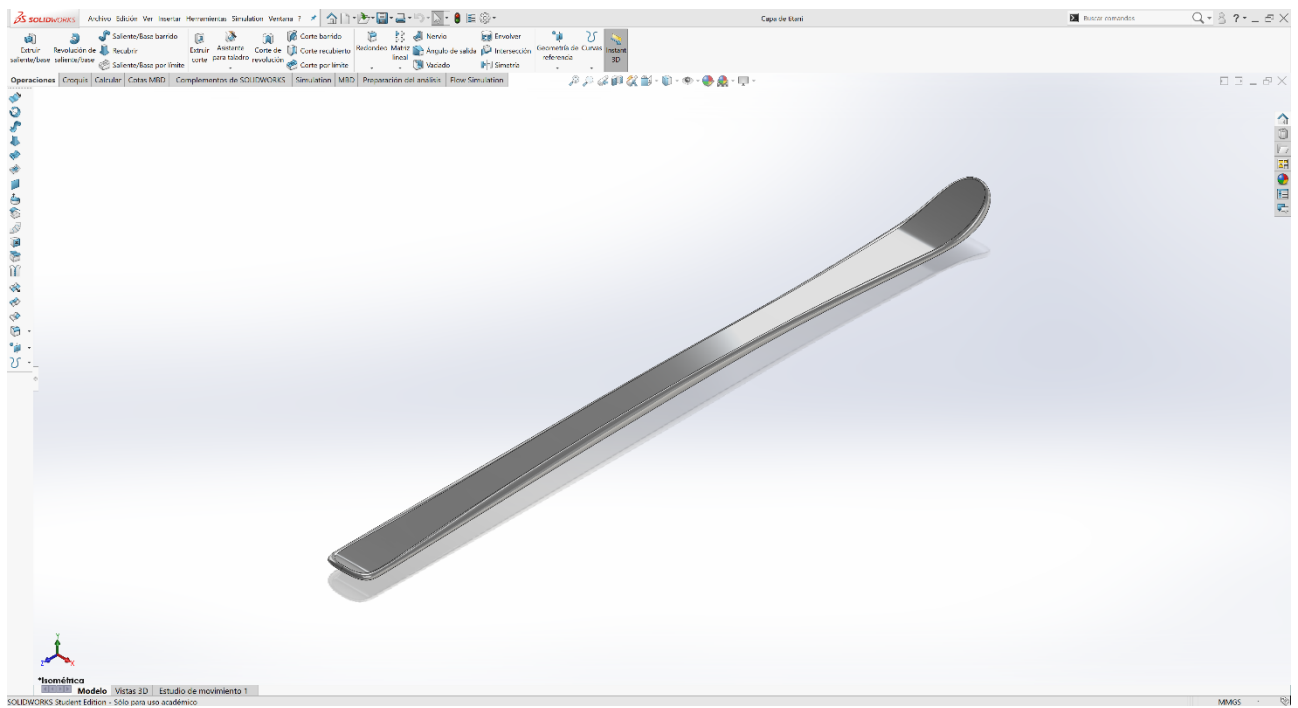 SOLIDWORKS Archivo Edición Ver Insertar Herramientas Simulation Ventana ? Capa de titani Buscar comandos
Extruir saliente/base
Revolución de saliente/base
Saliente/Base barrido
Recubrir
Saliente/Base por límite
Extruir corte
Asistente para taladro
Corte de revolución
Corte barrido
Corte recubierto
Corte por límite
Redondeo
Matriz lineal
Nervio
Ángulo de salida
Vaciado
Envolver
Intersección
Simetría
Geometría de referencia
Curvas
Instant 3D
Operaciones Croquis Calcular Cotas MBD Complementos de SOLIDWORKS Simulation MBD Preparación del análisis Flow Simulation
Y
Z X
*Isométrica
Modelo Vistas 3D Estudio de movimiento 1
SOLIDWORKS Student Edition - Sólo para uso académico MMGS